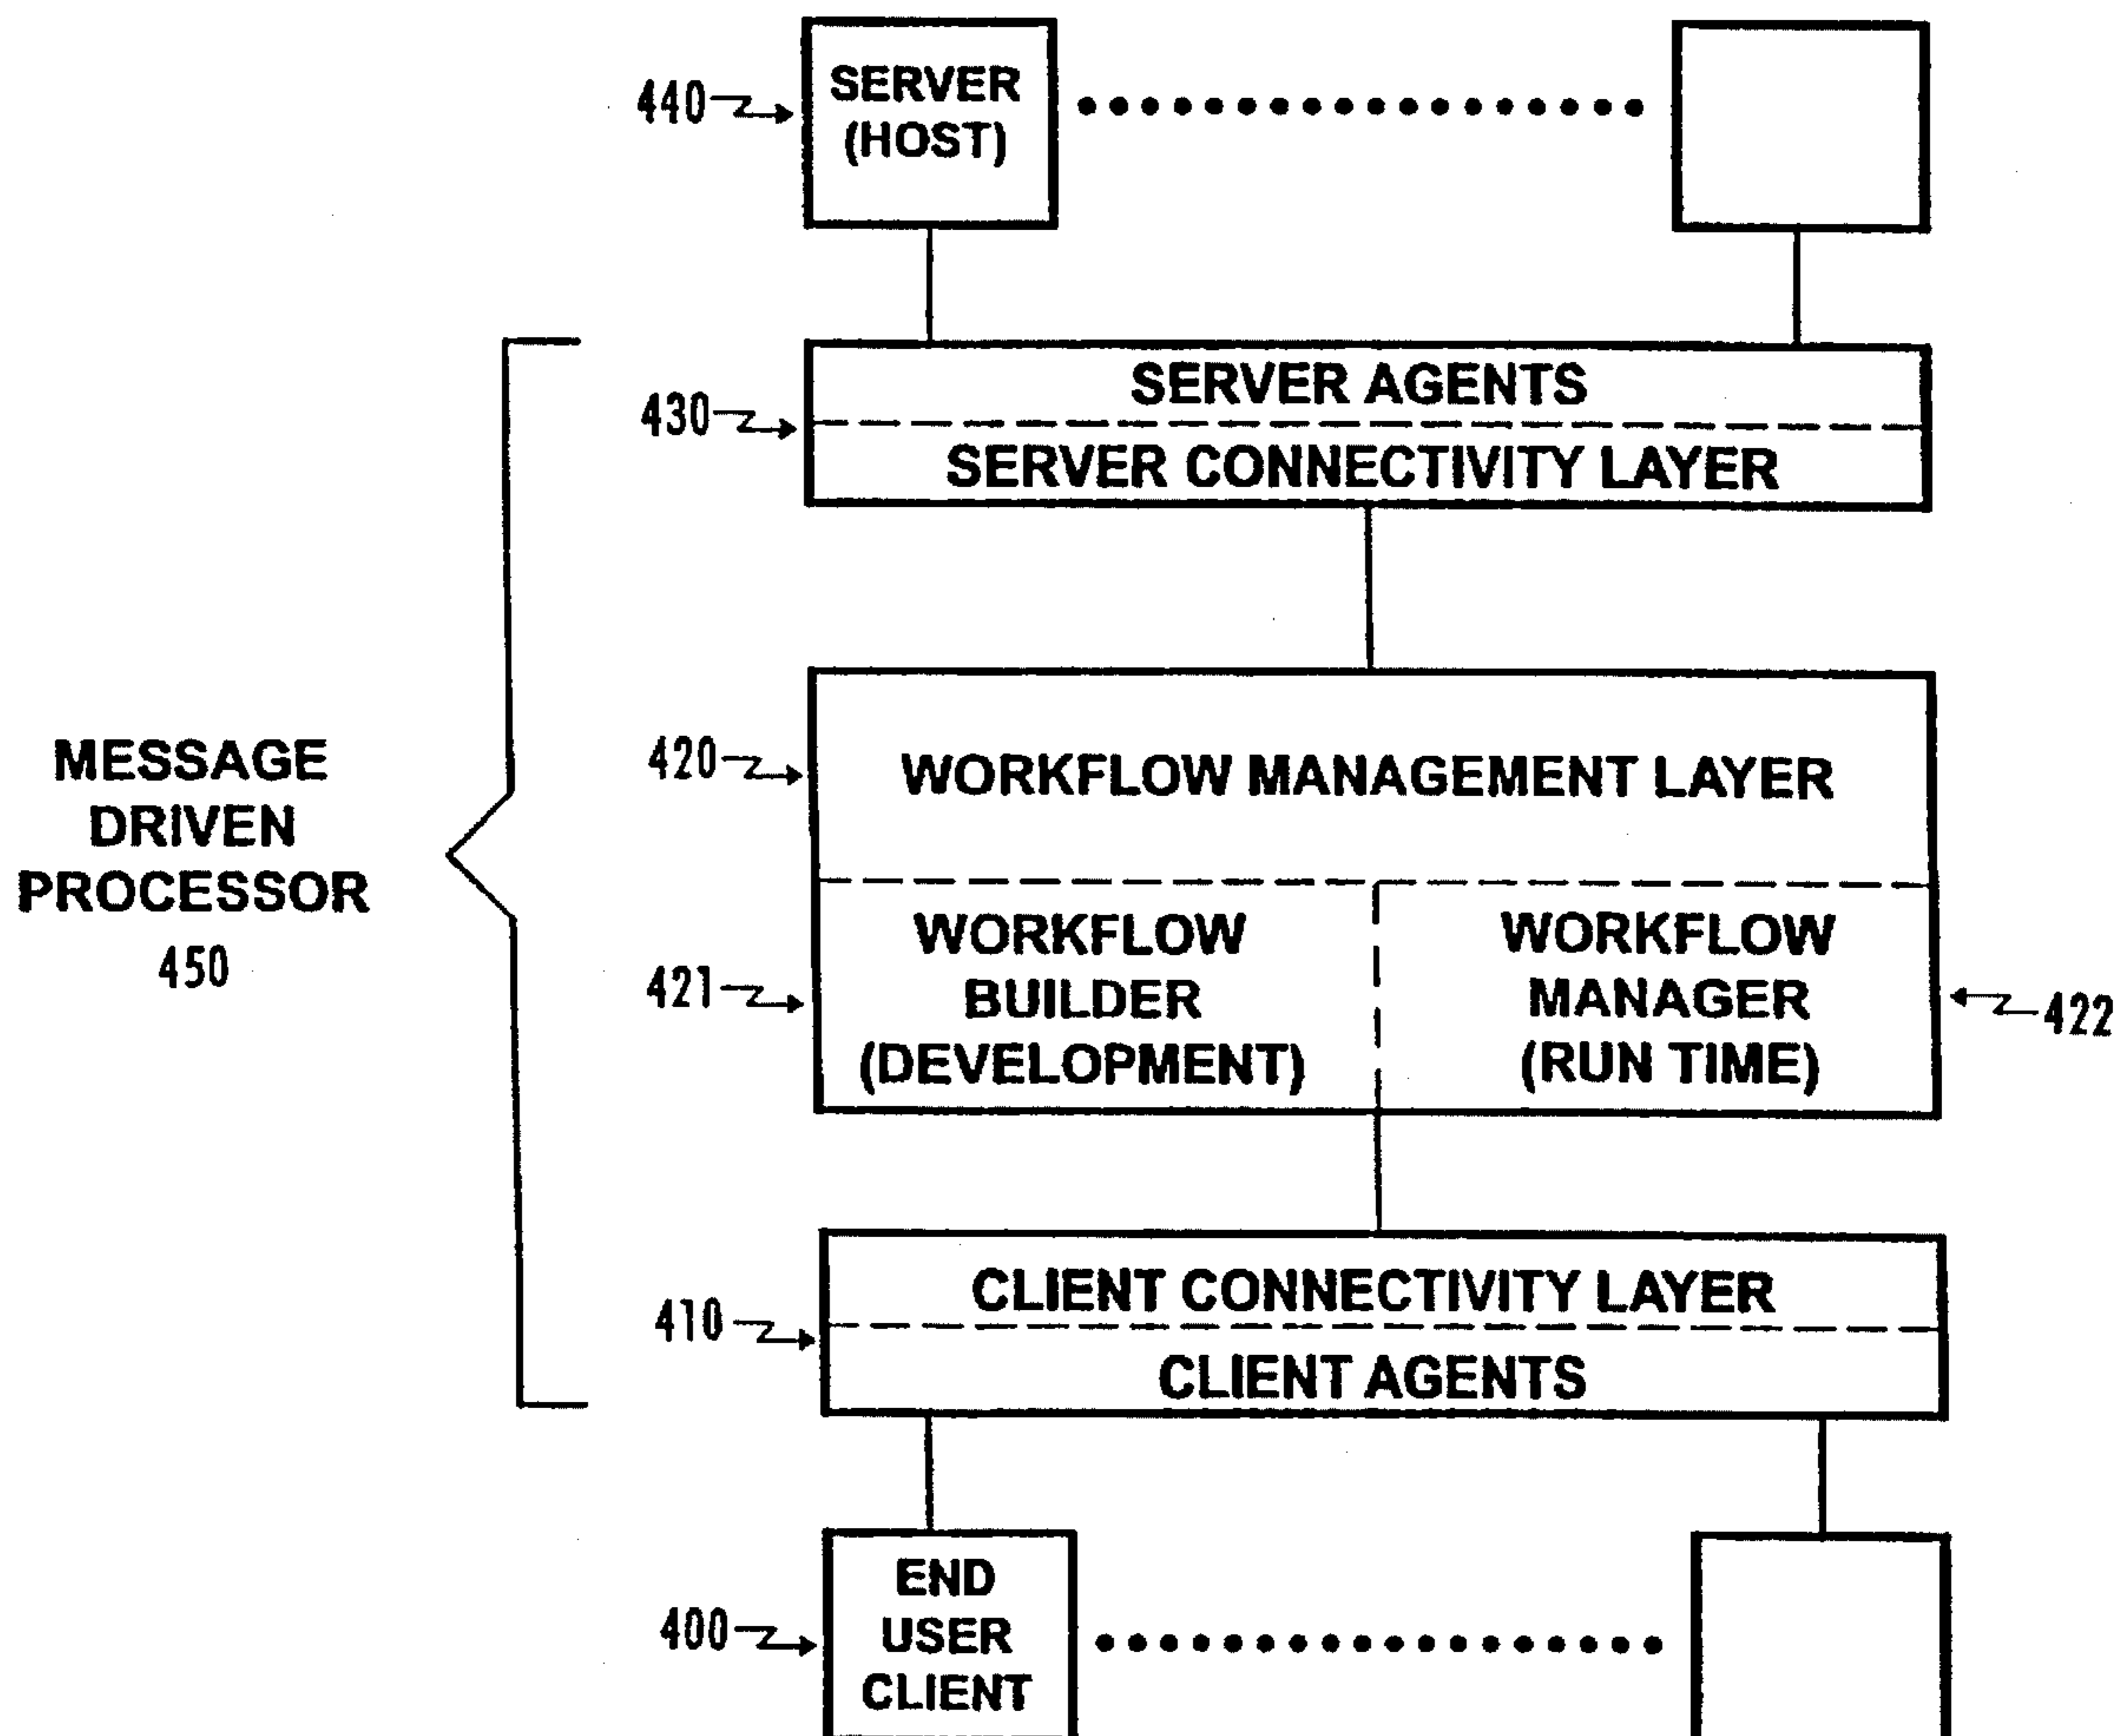 440
SERVER
(HOST)
430
SERVER AGENTS
SERVER CONNECTIVITY LAYER
MESSAGE
DRIVEN
PROCESSOR
450
420
WORKFLOW MANAGEMENT LAYER
421
WORKFLOW
BUILDER
(DEVELOPMENT)
WORKFLOW
MANAGER
(RUN TIME)
422
410
CLIENT CONNECTIVITY LAYER
CLIENT AGENTS
400
END
USER
CLIENT